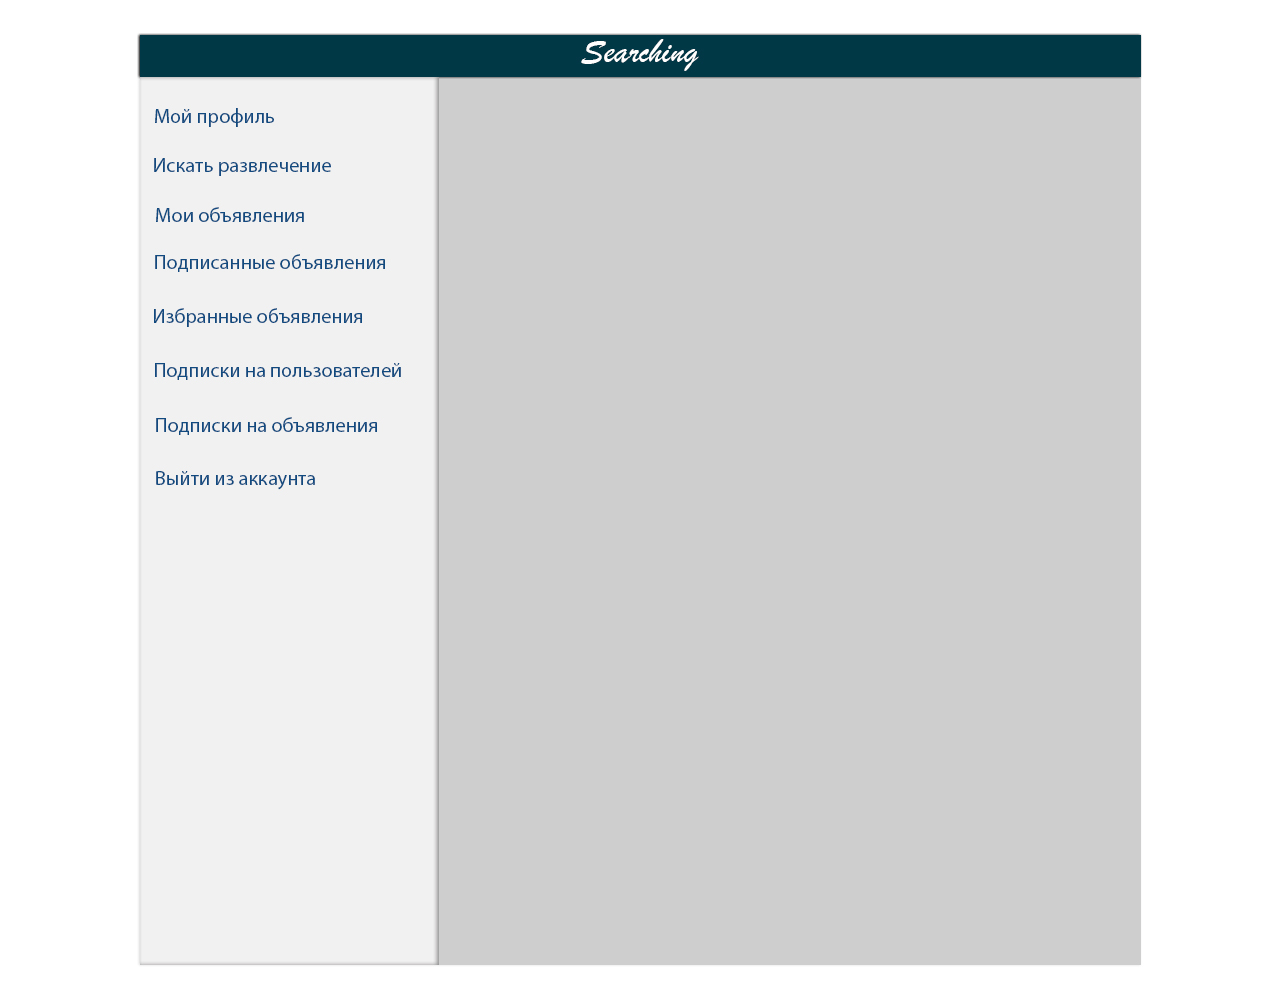 Searching
Мой профиль
Искать развлечение
Мои объявления
Подписанные объявления
Избранные объявления
Подписки на пользователей
Подписки на объявления
Выйти из аккаунта